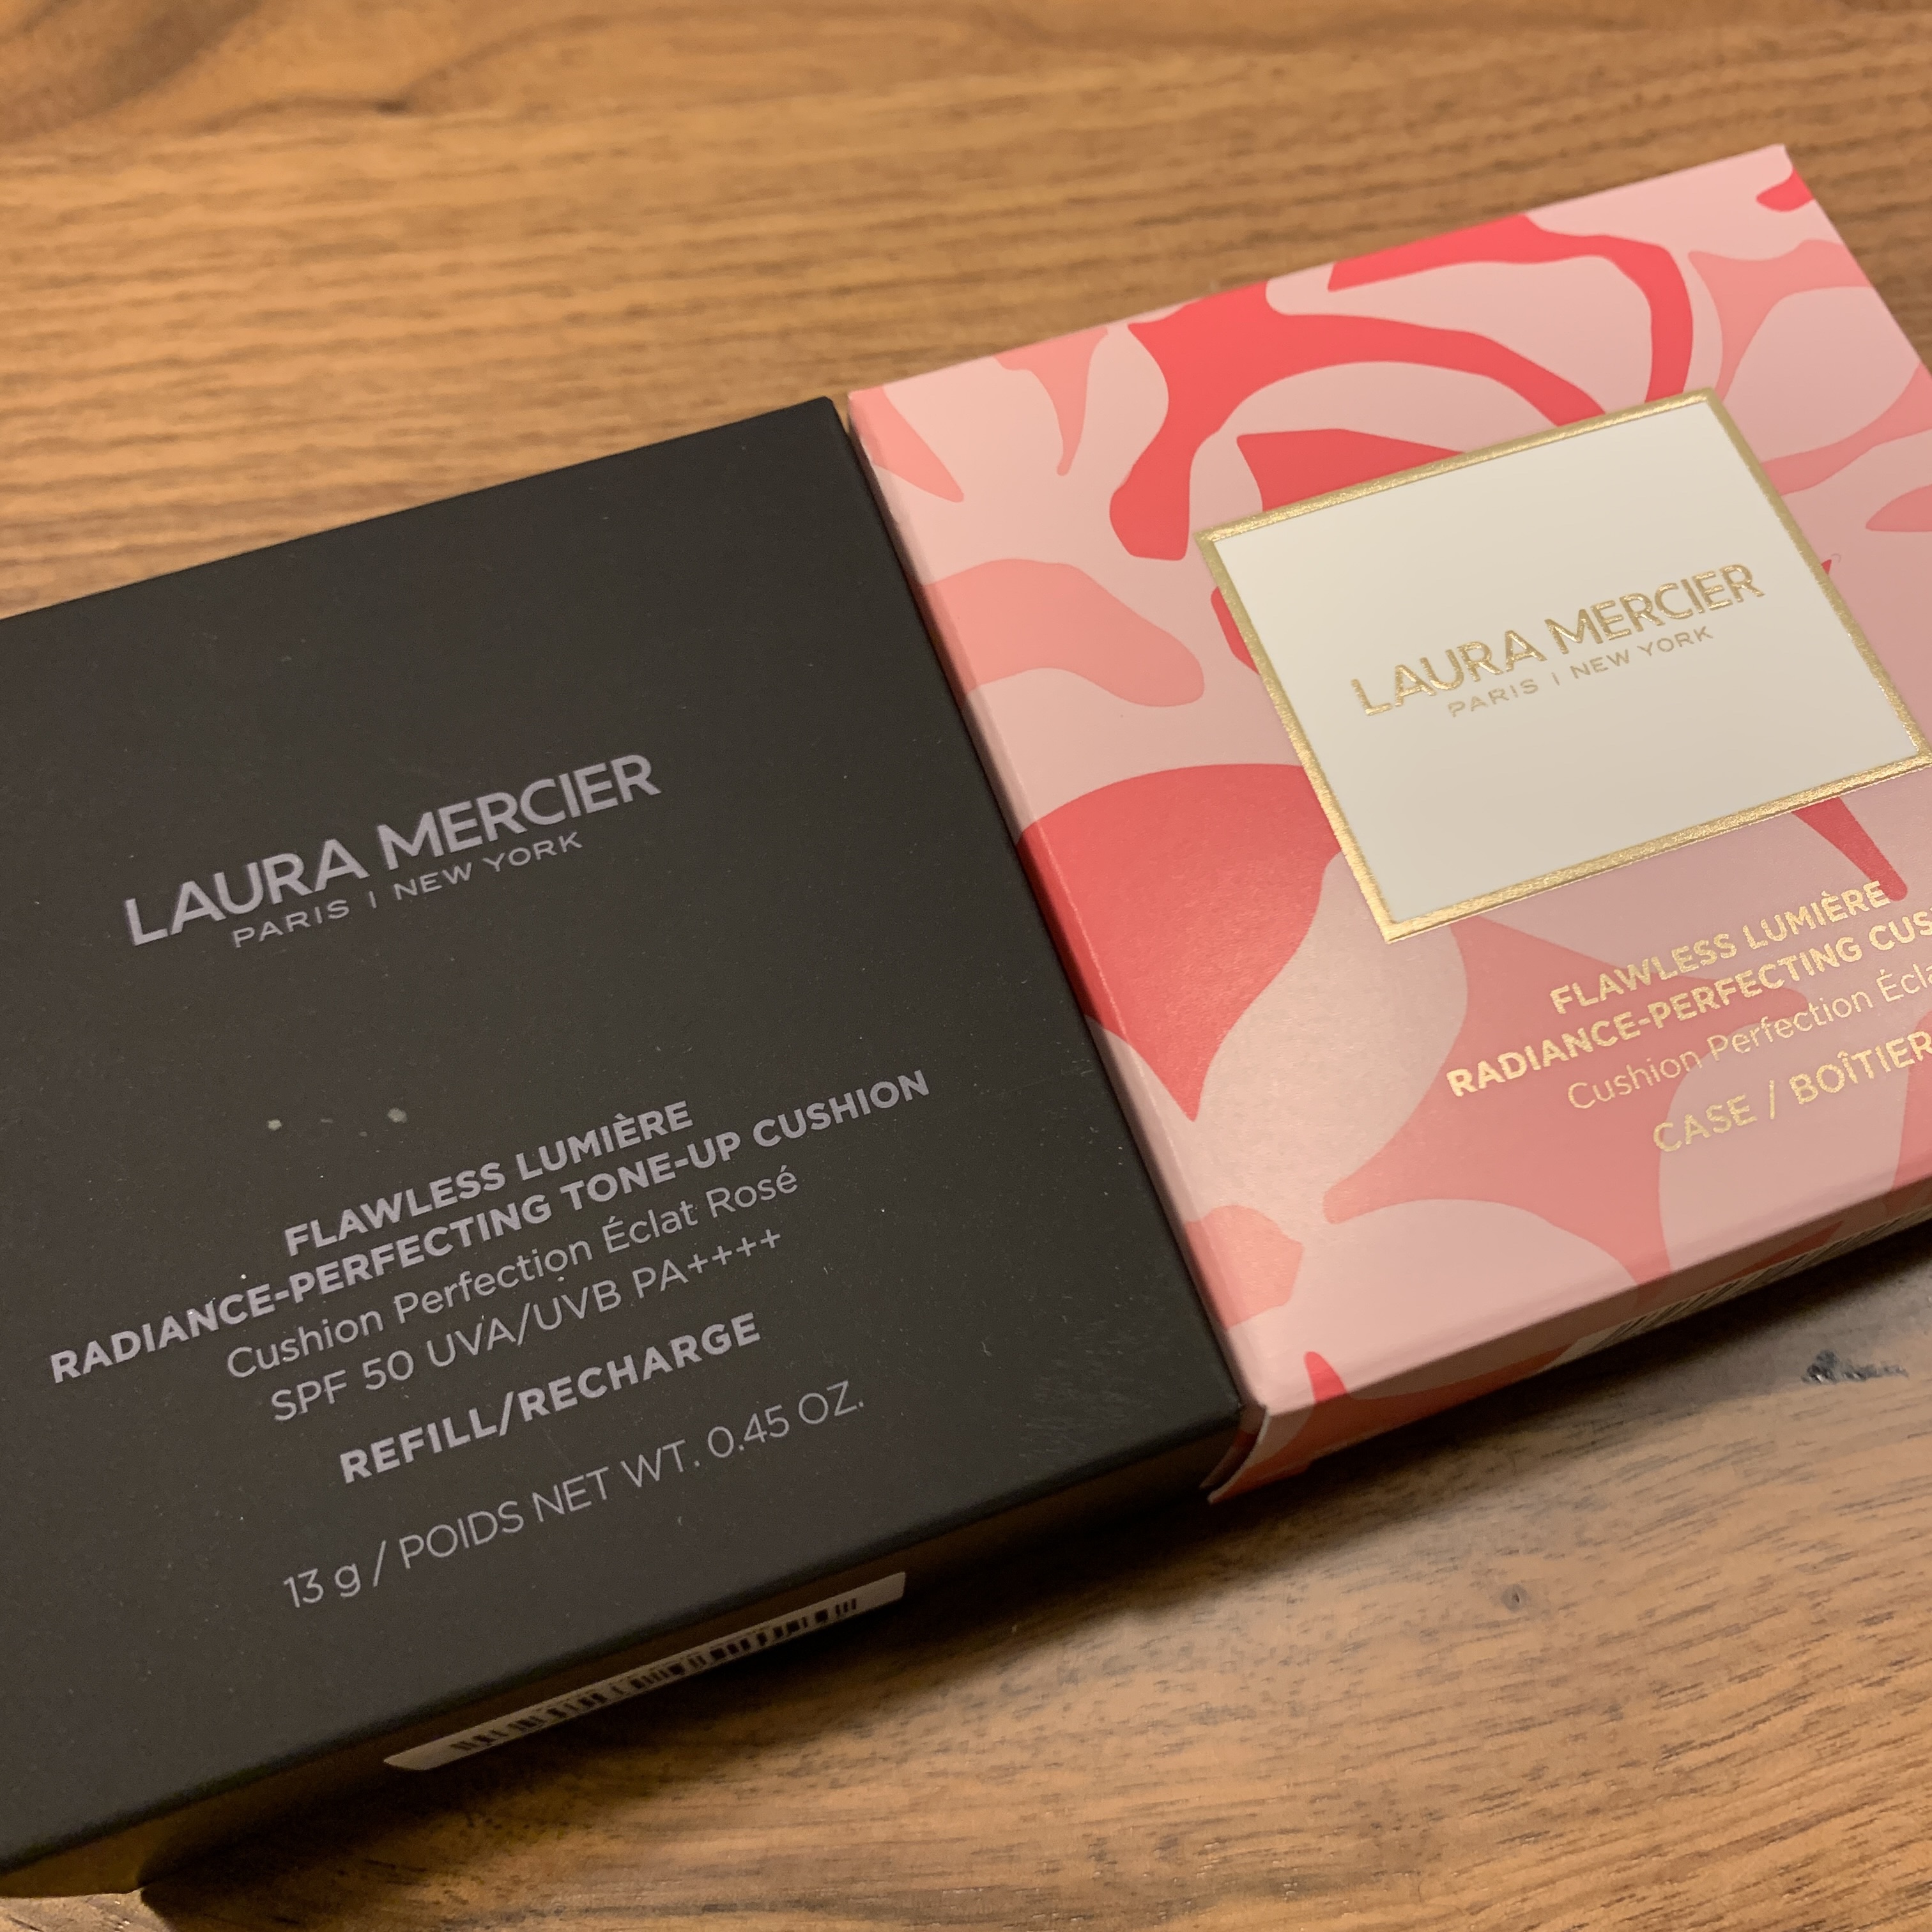 LAURA MERCIER
PARIS | NEW YORK
FLAWLESS LUMIÈRE
RADIANCE-PERFECTING TONE-UP CUSHION
Cushion Perfection Éclat Rosé
SPF 50 UVA/UVB PA++++
REFILL/RECHARGE
13 g / POIDS NET WT. 0.45 OZ.
LAURA MERCIER
PARIS | NEW YORK
FLAWLESS LUMIÈRE
RADIANCE-PERFECTING
Cushion Perfection
CASE / BOÎTIER